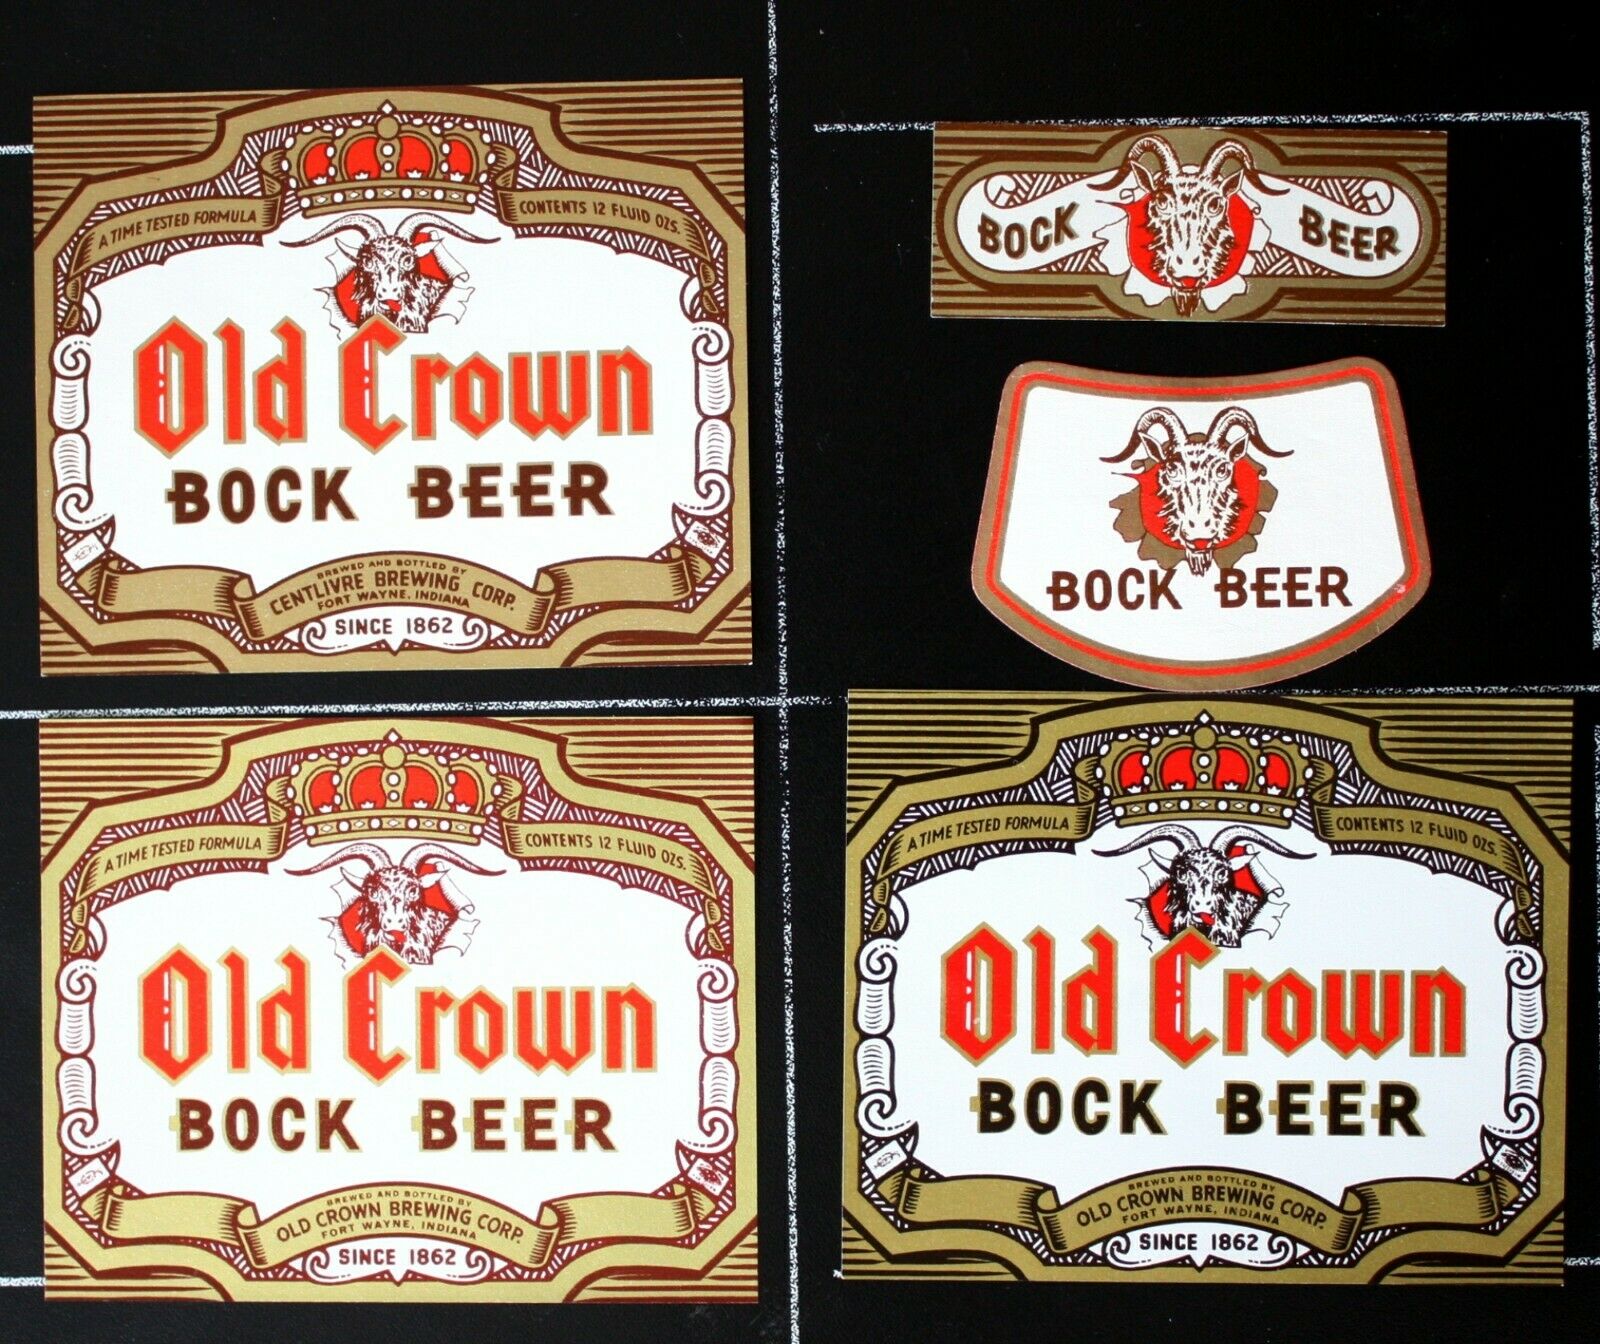 A TIME TESTED FORMULA
CONTENTS 12 FLUID OZS.
Old Crown
BOCK BEER
BREWED AND BOTTLED BY
CENTLIVRE BREWING CORP.
FORT WAYNE, INDIANA
SINCE 1862
BOCK BEER
BOCK BEER
A TIME TESTED FORMULA
CONTENTS 12 FLUID OZS.
Old Crown
BOCK BEER
BREWED AND BOTTLED BY
OLD CROWN BREWING CORP.
FORT WAYNE, INDIANA
SINCE 1862
A TIME TESTED FORMULA
CONTENTS 12 FLUID OZS.
Old Crown
BOCK BEER
BREWED AND BOTTLED BY
OLD CROWN BREWING CORP.
FORT WAYNE, INDIANA
SINCE 1862